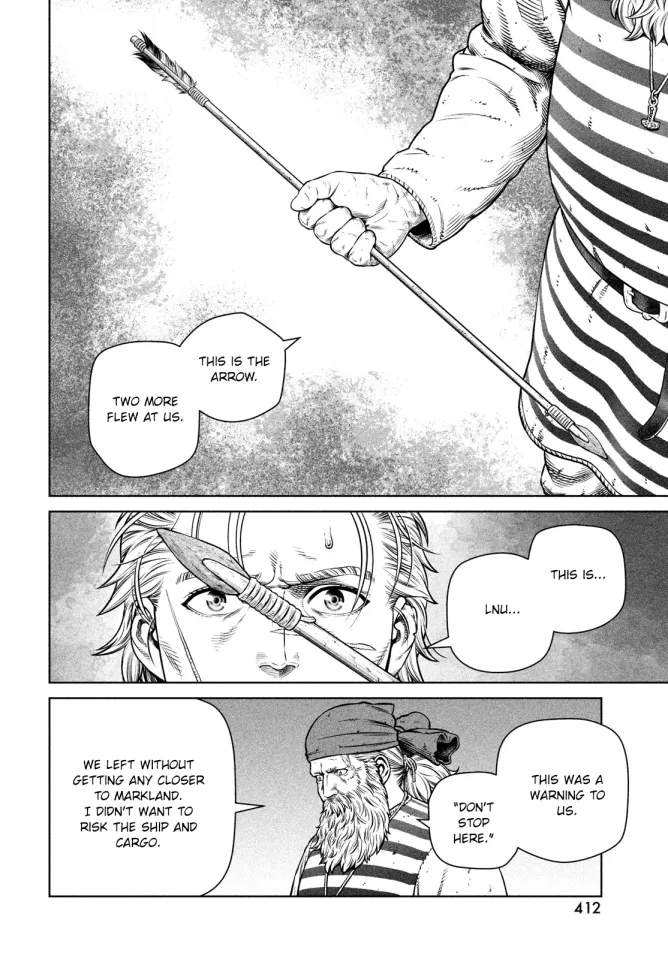 THIS IS THE
ARROW.
TWO MORE
FLEW AT US.
THIS IS...
LNU...
THIS WAS A
WARNING TO
US.
"DON'T
STOP
HERE."
WE LEFT WITHOUT
GETTING ANY CLOSER
TO MARKLAND.
I DIDN'T WANT TO
RISK THE SHIP AND
CARGO.
412